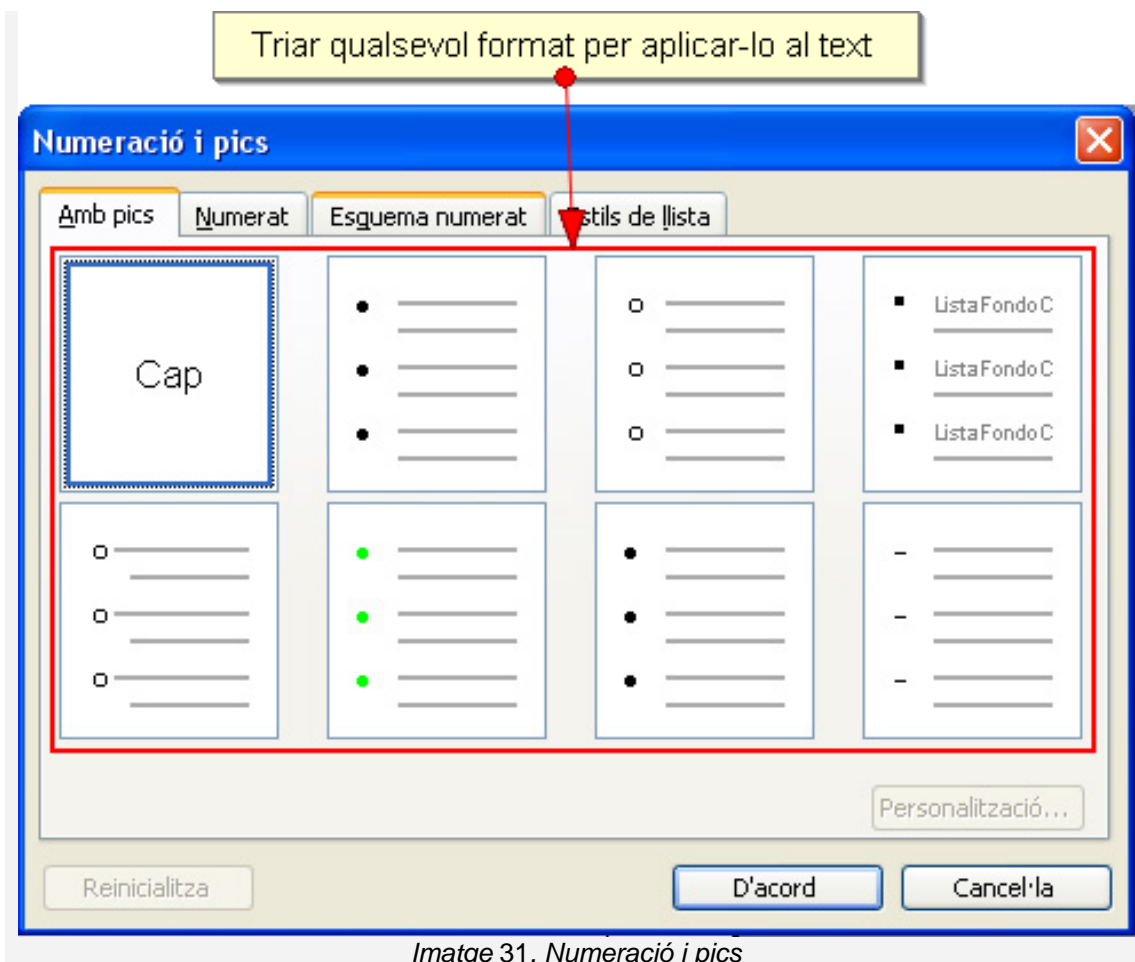 Triar qualsevol format per aplicar-lo al text
Numeració i pics
Amb pics Numerat Esquema numerat Estils de llista
Cap
ListaFondoC
ListaFondoC
ListaFondoC
Personalització...
Reinicialitza D'acord Cancel·la
Imatge 31. Numeració i pics